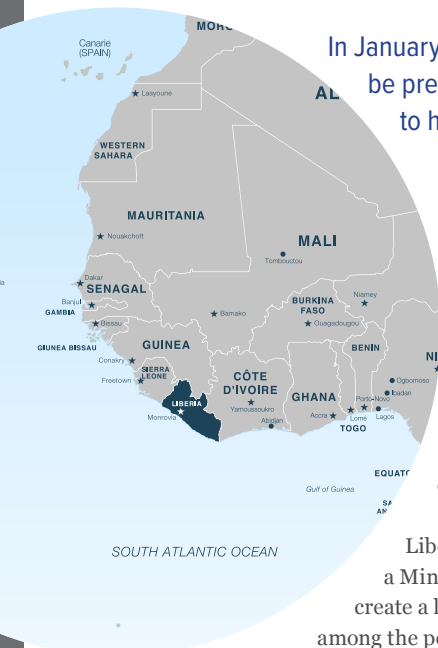 MORO
In January
Canarie
(SPAIN)
be pre
AL
Laayoune
to h
WESTERN
SAHARA
MAURITANIA
Nouakchott
MALI
Tombouctou
Dakar
SENEGAL
Banjul
GAMBIA
Bissau
GIUNEA BISSAU
Bamako
BURKINA
FASO
Niamey
Ouagadougou
GUINEA
Conakry
BENIN
NI
SIERRA
LEONE
Freetown
CÔTE
D'IVOIRE
Yamoussoukro
GHANA
Ogbomoso
Ibadan
Porto-Novo
LIBERIA
Monrovia
Abidjan
Accra
Lomé
Lagos
TOGO
EQUAT
Gulf of Guinea
SA
AN
SOUTH ATLANTIC OCEAN
Libe
a Min
create a l
among the pe